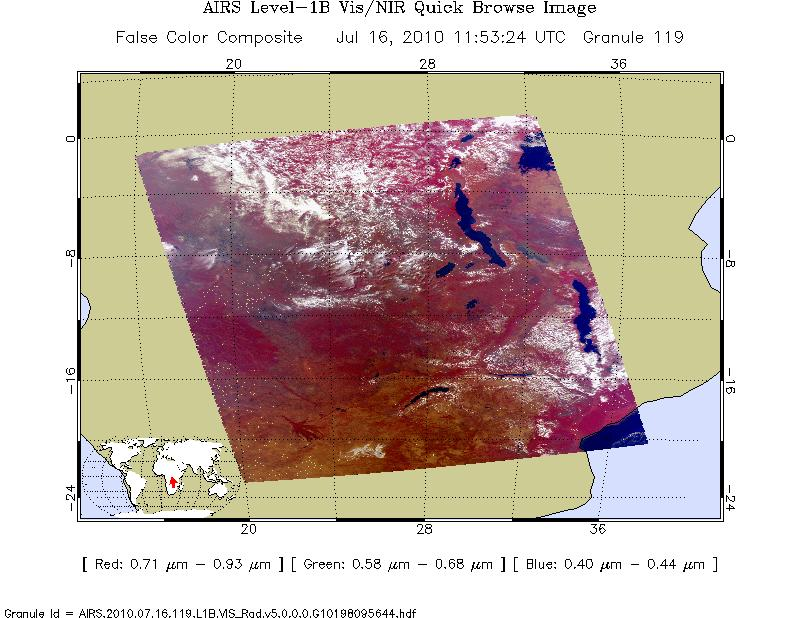 AIRS Level-1B Vis/NIR Quick Browse Image
False Color Composite Jul 16, 2010 11:53:24 UTC Granule 119
20 28 36
0 0
-8 -8
-16 -16
-24 -24
20 28 36
[ Red: 0.71 μm - 0.93 μm ] [ Green: 0.58 μm - 0.68 μm ] [ Blue: 0.40 μm - 0.44 μm ]
Granule Id = AIRS.2010.07.16.119.L1B.VIS_Rad.v5.0.0.0.G10198095644.hdf